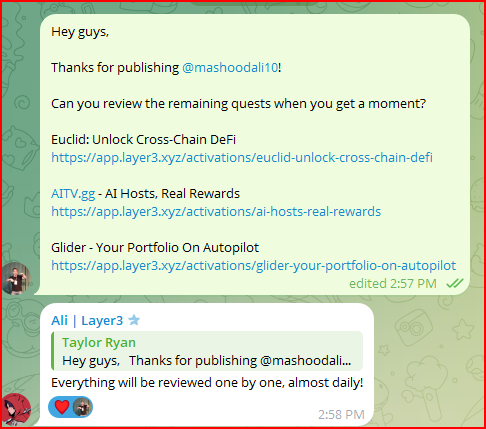 Hey guys,
Thanks for publishing @mashoodali10!
Can you review the remaining quests when you get a moment?
Euclid: Unlock Cross-Chain DeFi
https://app.layer3.xyz/activations/euclid-unlock-cross-chain-defi
AITV.gg - AI Hosts, Real Rewards
https://app.layer3.xyz/activations/ai-hosts-real-rewards
Glider - Your Portfolio On Autopilot
https://app.layer3.xyz/activations/glider-your-portfolio-on-autopilot
edited 2:57 PM
Ali | Layer3
Taylor Ryan
Hey guys, Thanks for publishing @mashoodali...
Everything will be reviewed one by one, almost daily!
2:58 PM